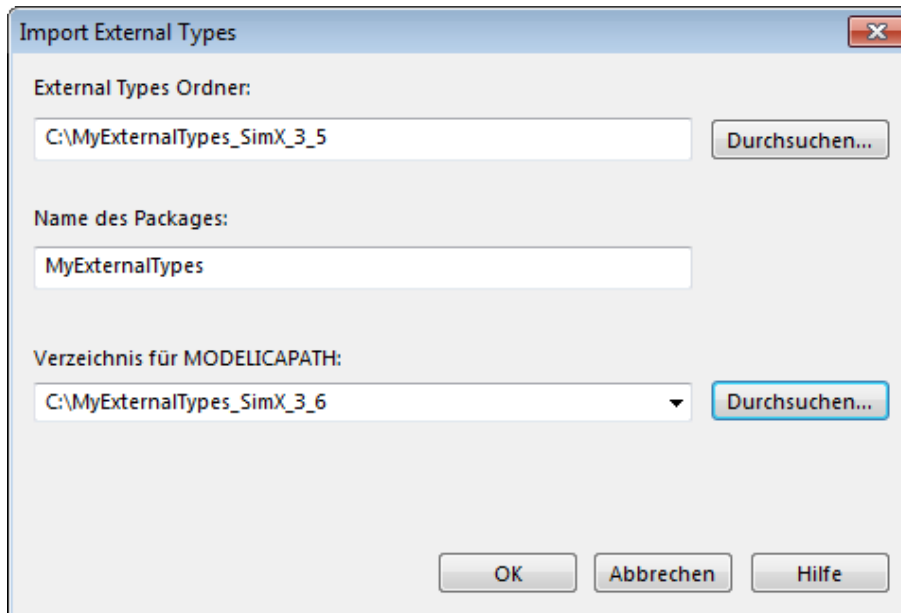 Import External Types
External Types Ordner:
C:\MyExternalTypes_SimX_3_5
Durchsuchen...
Name des Packages:
MyExternalTypes
Verzeichnis für MODELICAPATH:
C:\MyExternalTypes_SimX_3_6
Durchsuchen...
OK
Abbrechen
Hilfe